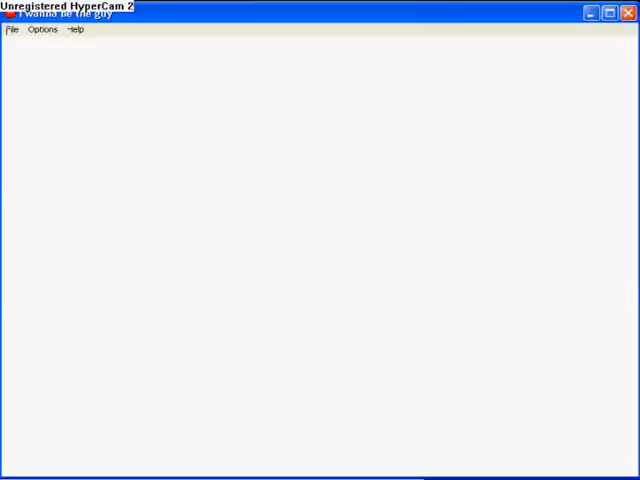 Unregistered HyperCam 2
I wanna be the guy
File Options Help